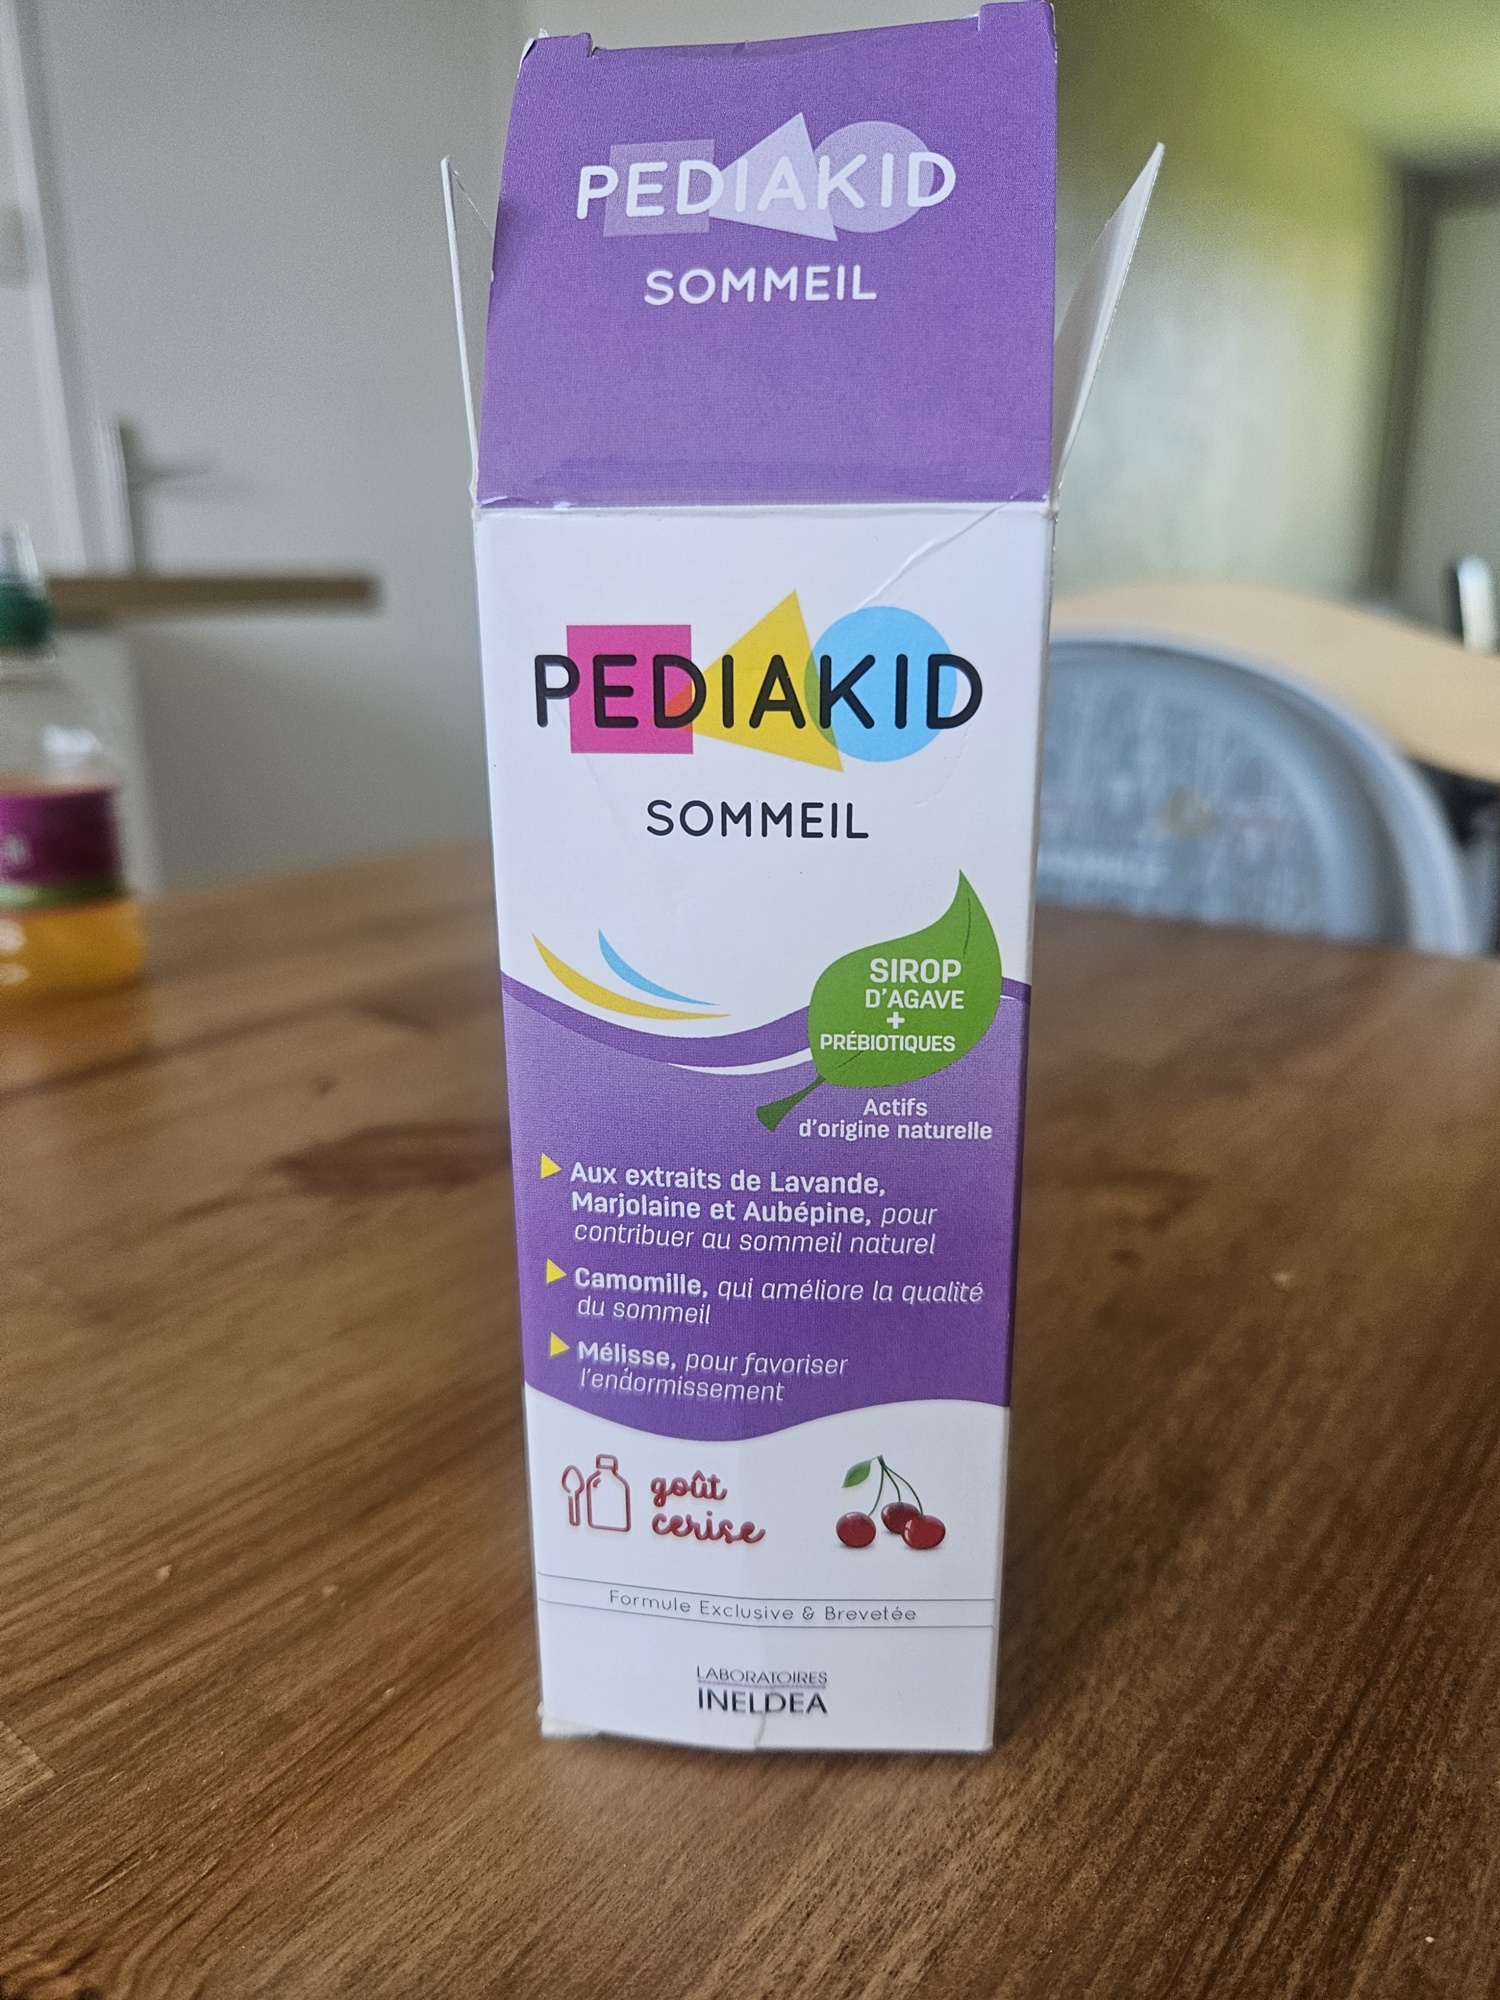 PEDIAKID
SOMMEIL
PEDIAKID
SOMMEIL
SIROP
D'AGAVE
+
PRÉBIOTIQUES
Actifs
d'origine naturelle
Aux extraits de Lavande,
Marjolaine et Aubépine, pour
contribuer au sommeil naturel
Camomille, qui améliore la qualité
du sommeil
Mélisse, pour favoriser
l'endormissement
goût
cerise
Formule Exclusive & Brevetée
LABORATOIRES
INELDEA